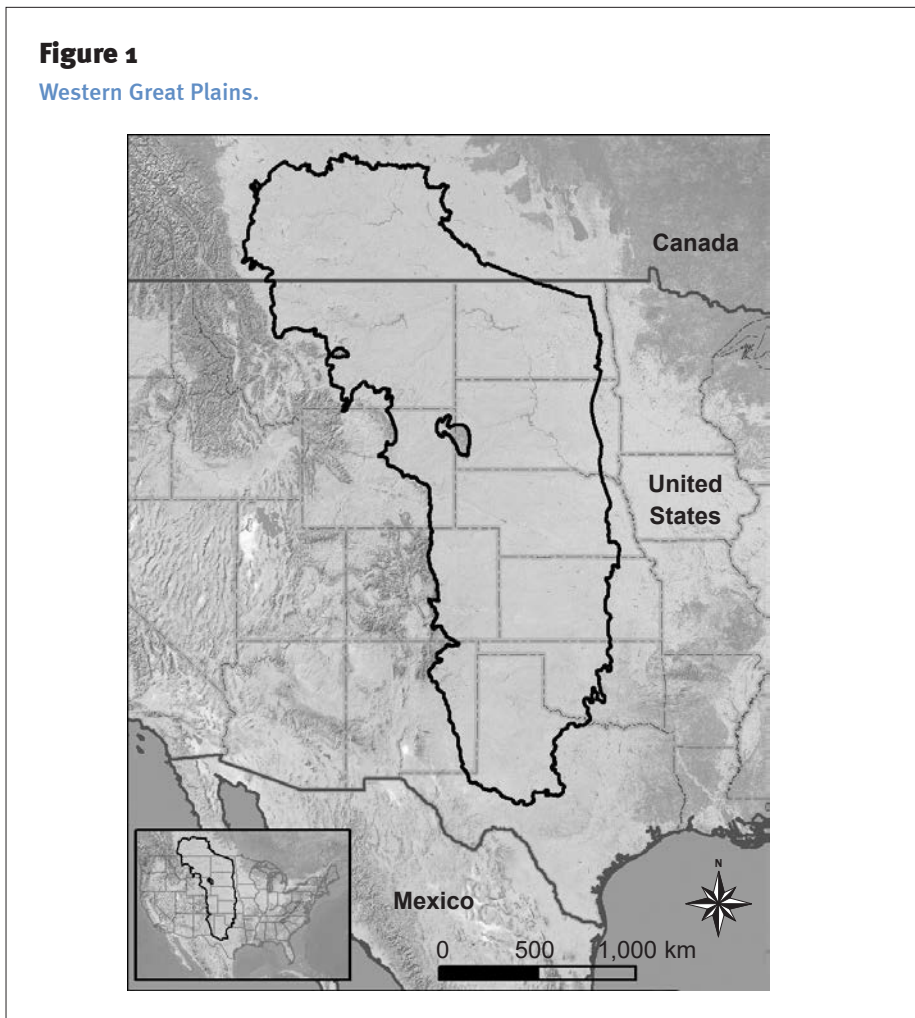 Figure 1
Western Great Plains.
Canada
United
States
Mexico
N
0 500 1,000 km